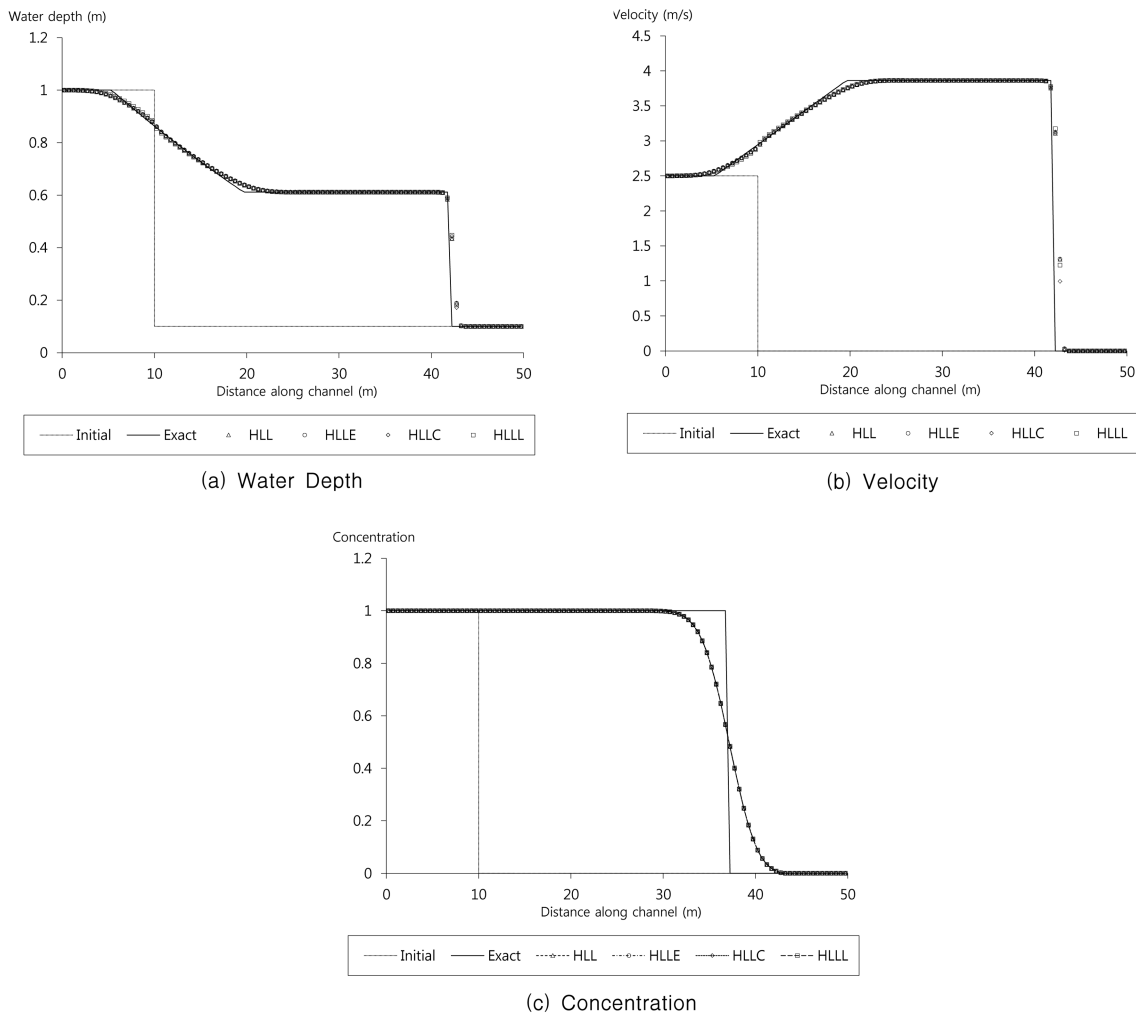 Water depth (m)
1.2
1
0.8
0.6
0.4
0.2
0
0 10 20 30 40 50
Distance along channel (m)
Initial Exact HLL HLLE HLLC HLLL
(a) Water Depth
Velocity (m/s)
4.5
4
3.5
3
2.5
2
1.5
1
0.5
0
0 10 20 30 40 50
Distance along channel (m)
Initial Exact HLL HLLE HLLC HLLL
(b) Velocity
Concentration
1.2
1
0.8
0.6
0.4
0.2
0
0 10 20 30 40 50
Distance along channel (m)
Initial Exact HLL HLLE HLLC HLLL
(c) Concentration